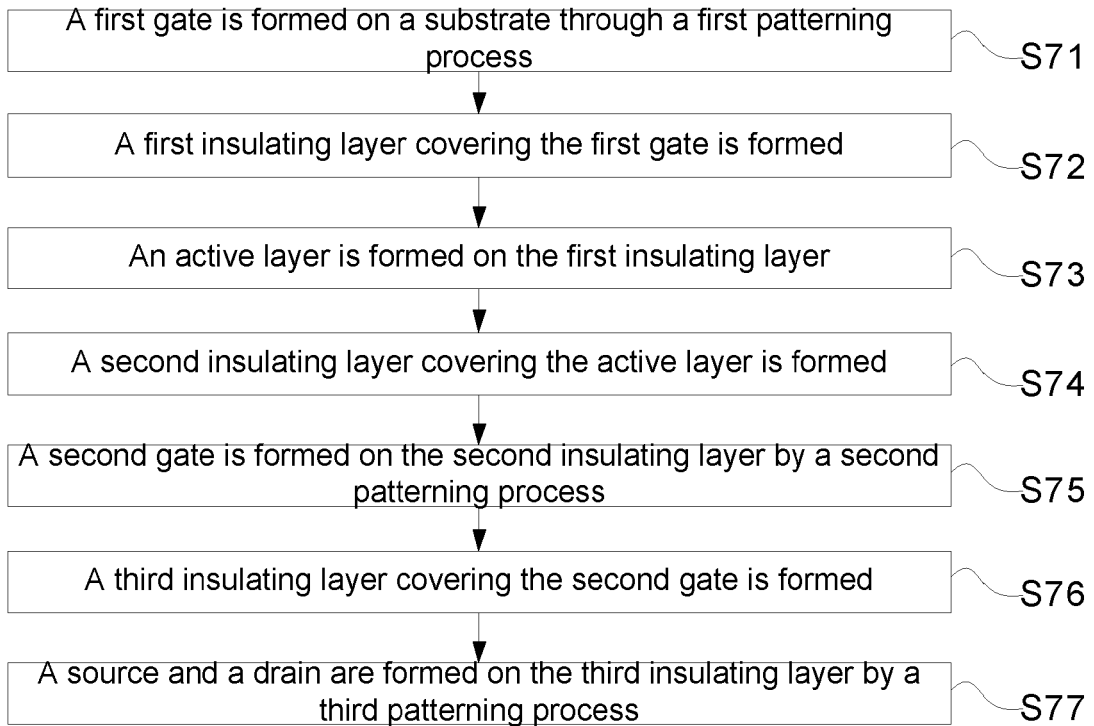 A first gate is formed on a substrate through a first patterning
process
S71
A first insulating layer covering the first gate is formed
S72
An active layer is formed on the first insulating layer
S73
A second insulating layer covering the active layer is formed
S74
A second gate is formed on the second insulating layer by a second
patterning process
S75
A third insulating layer covering the second gate is formed
S76
A source and a drain are formed on the third insulating layer by a
third patterning process
S77